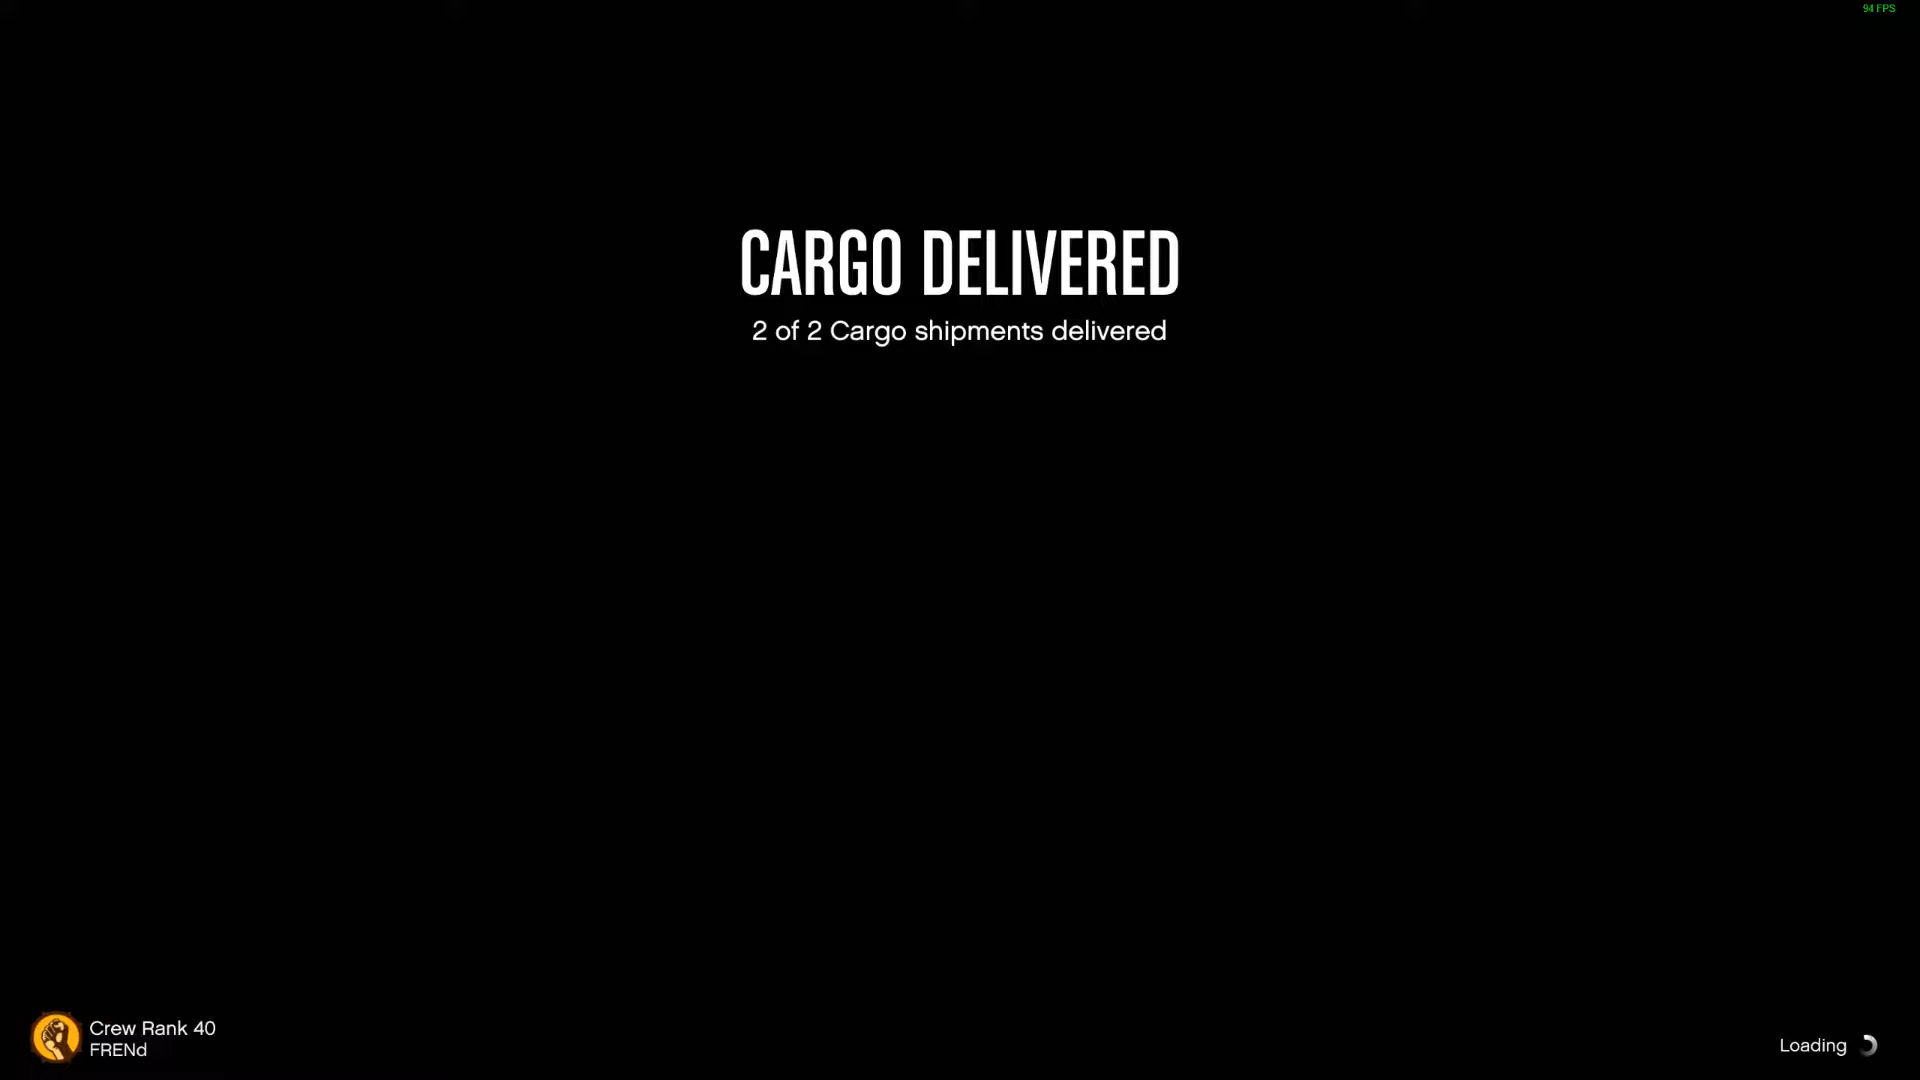 94 FPS
CARGO DELIVERED
2 of 2 Cargo shipments delivered
Crew Rank 40
FRENd
Loading